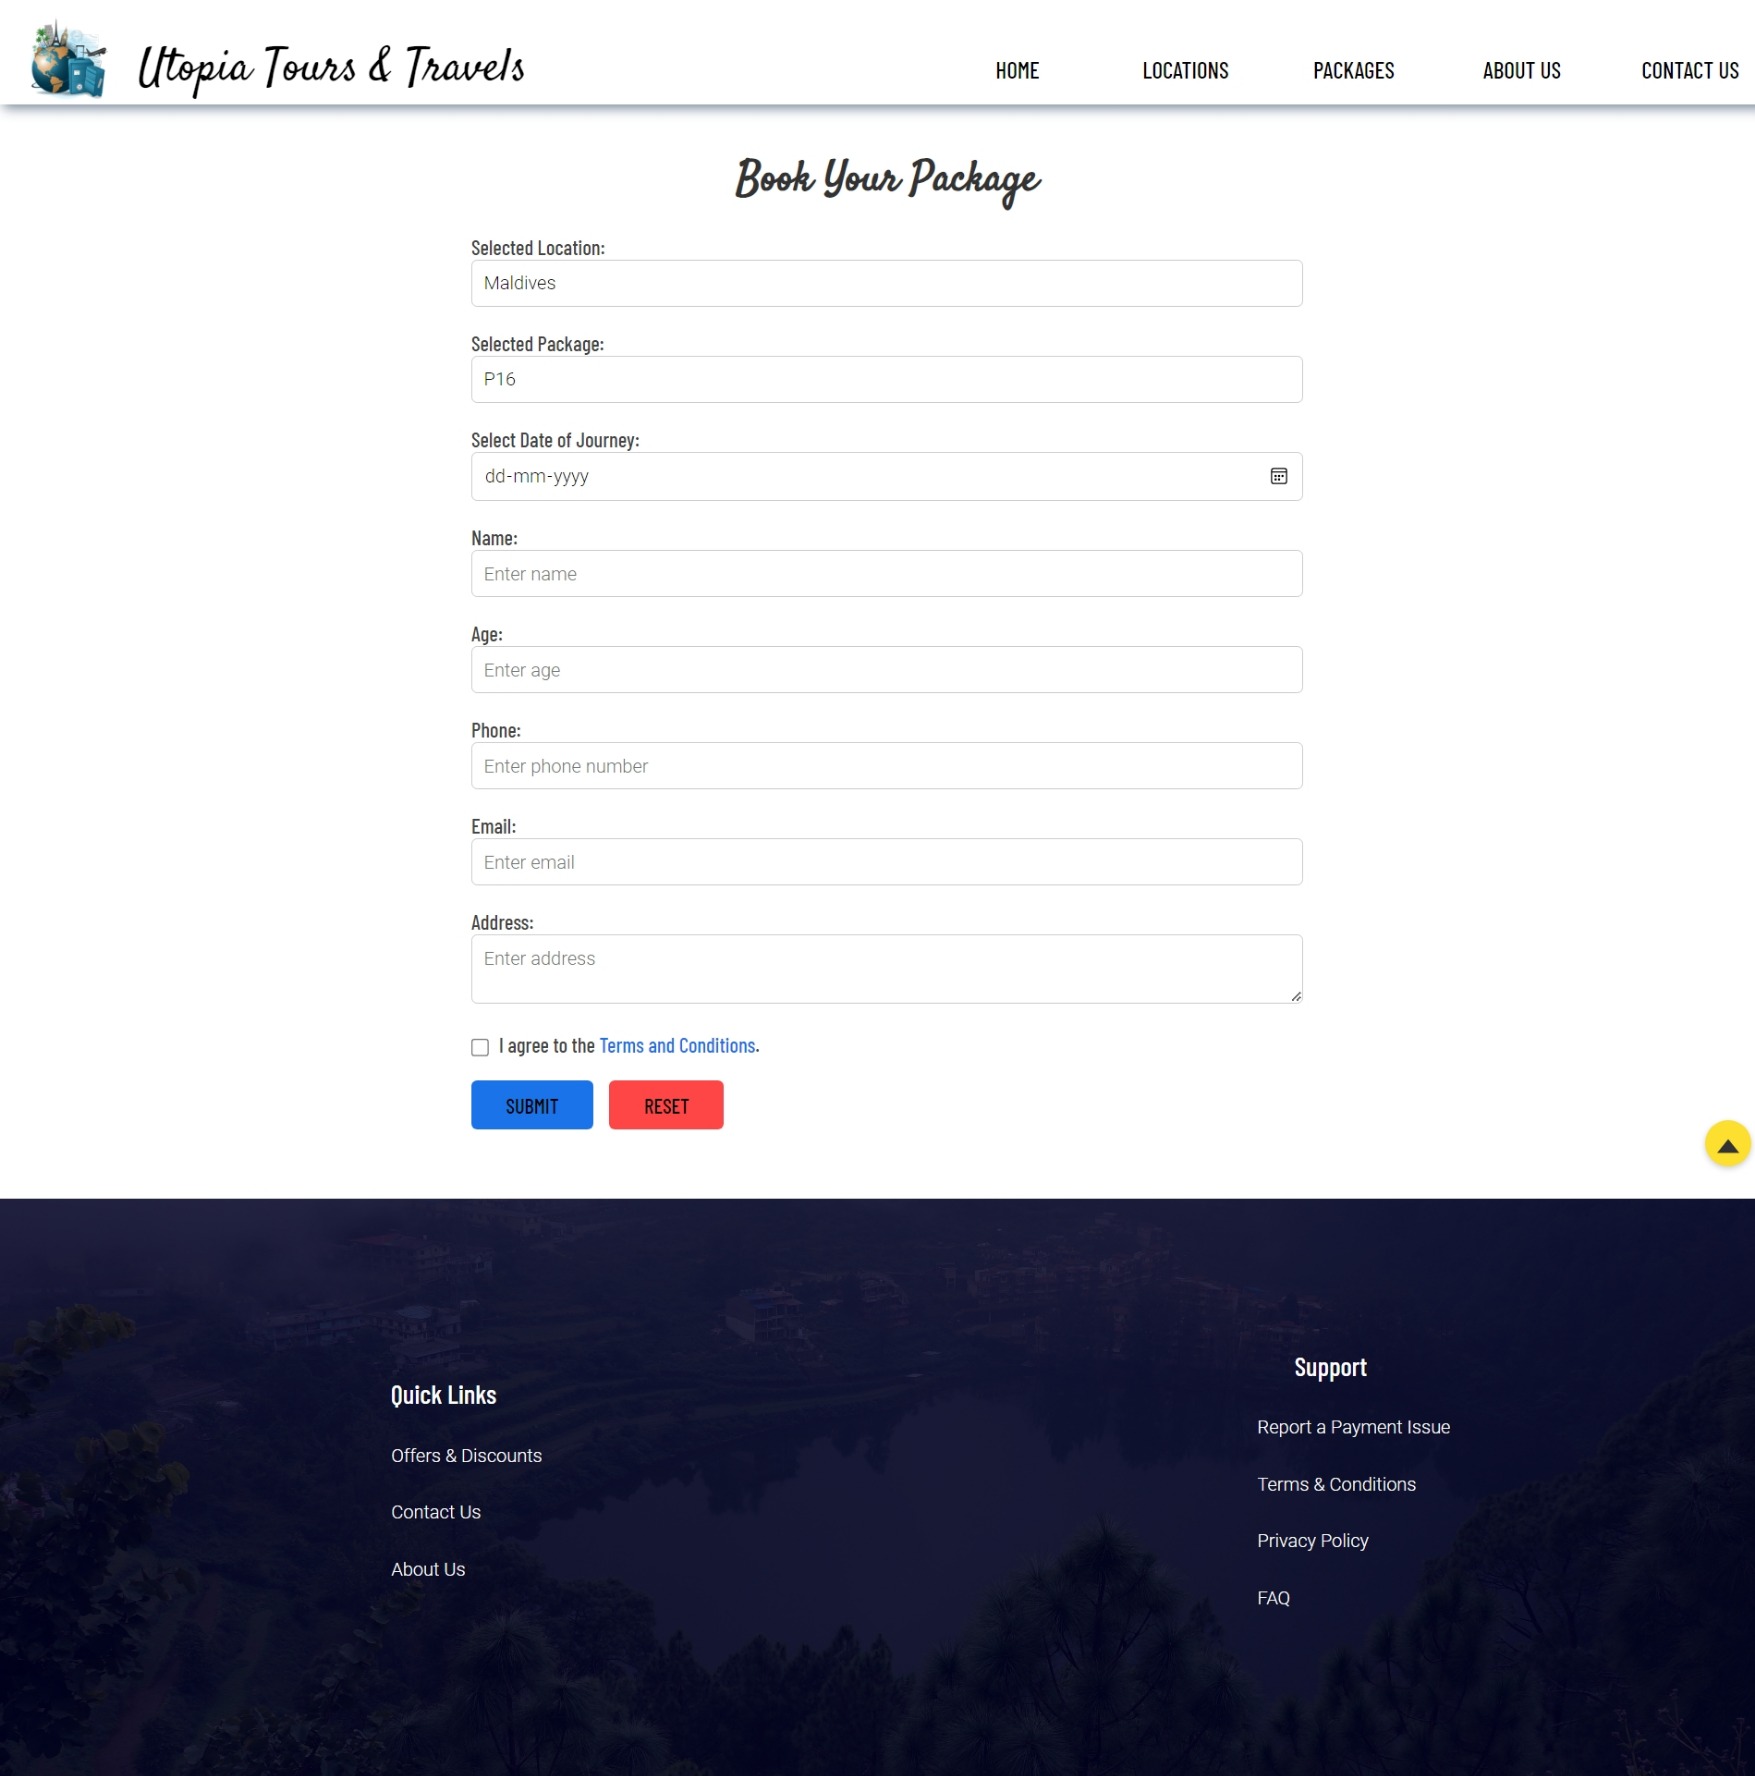 Utopia Tours & Travels
HOME
LOCATIONS
PACKAGES
ABOUT US
CONTACT US
Book Your Package
Selected Location:
Maldives
Selected Package:
P16
Select Date of Journey:
dd-mm-yyyy
Name:
Enter name
Age:
Enter age
Phone:
Enter phone number
Email:
Enter email
Address:
Enter address
I agree to the Terms and Conditions.
SUBMIT
RESET
Quick Links
Offers & Discounts
Contact Us
About Us
Support
Report a Payment Issue
Terms & Conditions
Privacy Policy
FAQ